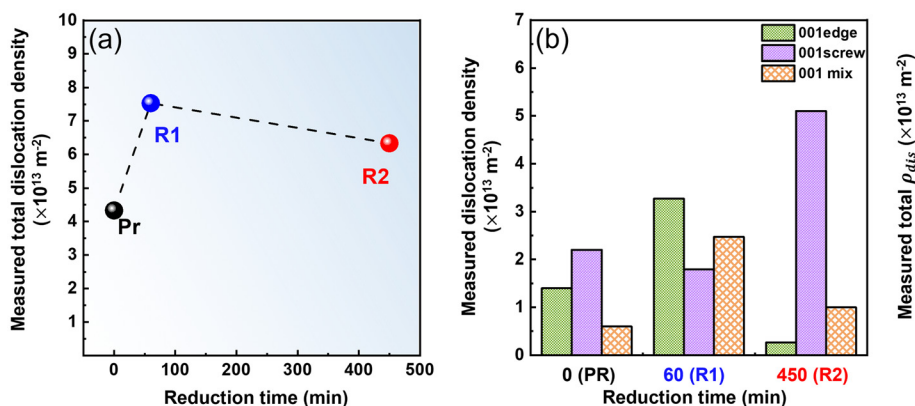 (a)
Measured total dislocation density
(×10¹³ m⁻²)
10
9
8
7
6
5
4
3
2
1
R1
R2
Pr
0
100
200
300
400
500
Reduction time (min)
(b)
001edge
001screw
001 mix
Measured dislocation density
(×10¹³ m⁻²)
7
6
5
4
3
2
1
0
0 (PR)
60 (R1)
450 (R2)
Reduction time (min)
Measured total ρdis (×10¹³ m⁻²)